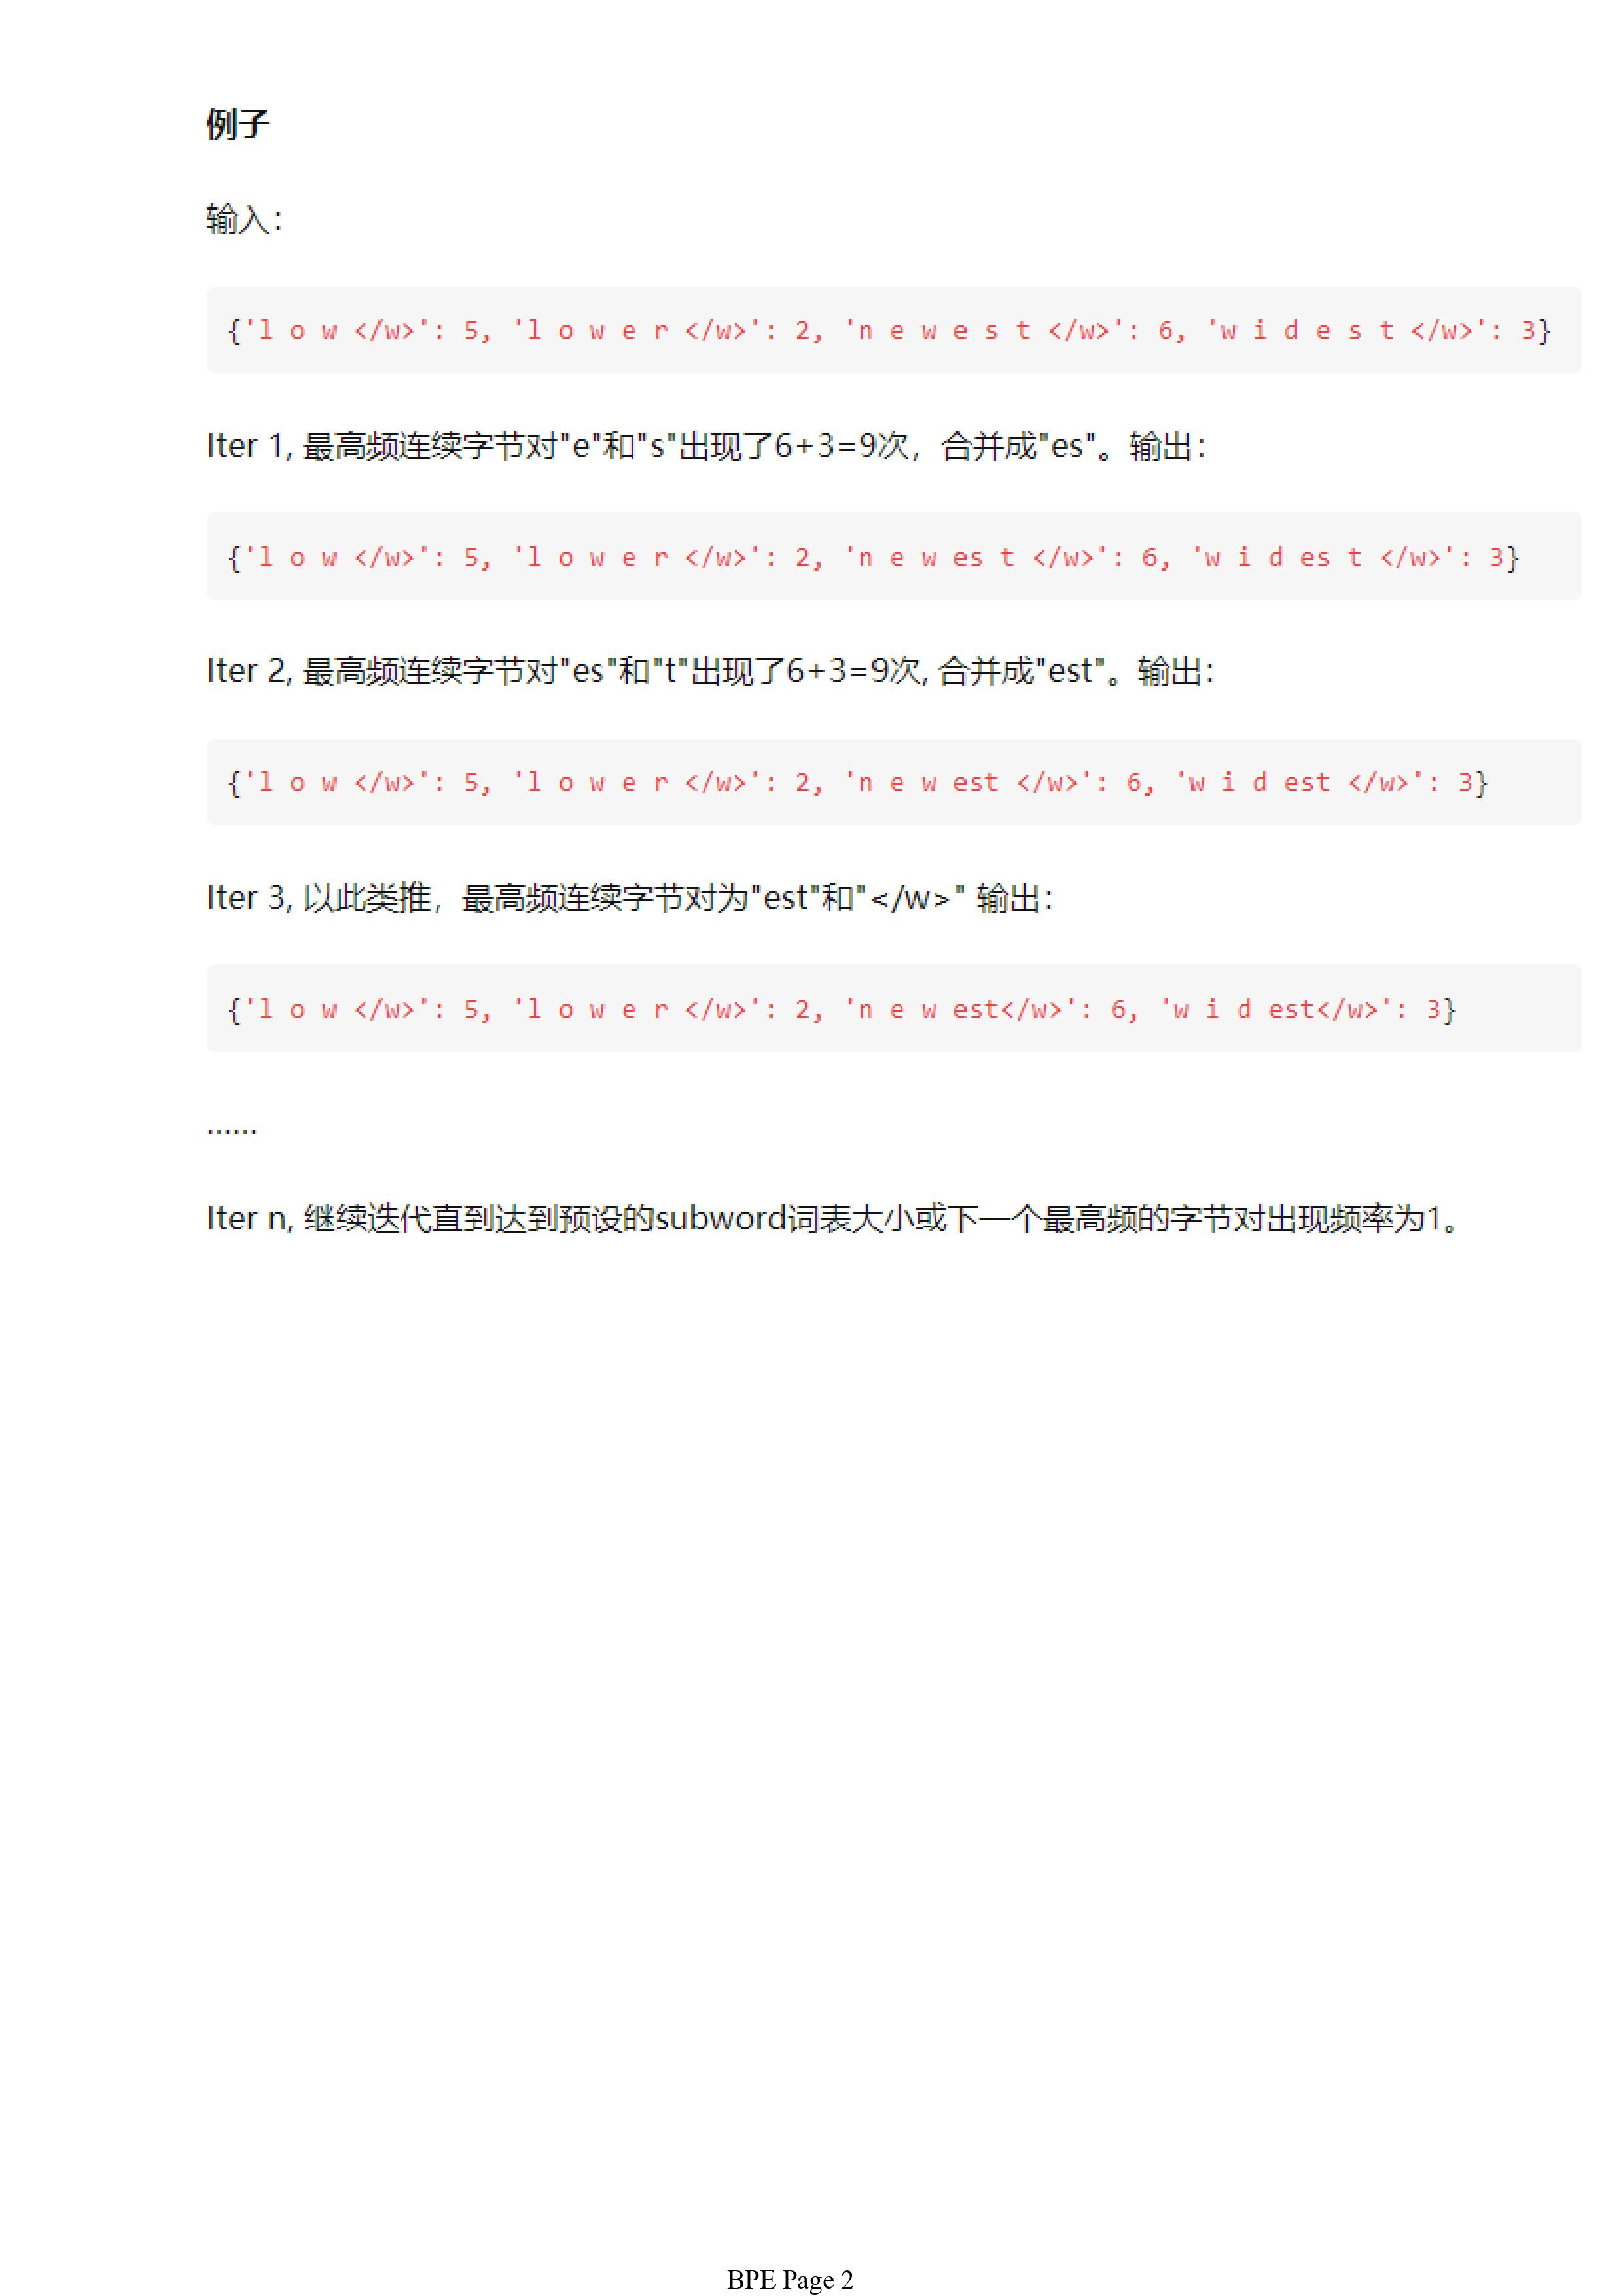 例子
输入：
{'l o w </w>': 5, 'l o w e r </w>': 2, 'n e w e s t </w>': 6, 'w i d e s t </w>': 3}
Iter 1, 最高频连续字节对"e"和"s"出现了6+3=9次，合并成"es"。输出：
{'l o w </w>': 5, 'l o w e r </w>': 2, 'n e w es t </w>': 6, 'w i d es t </w>': 3}
Iter 2, 最高频连续字节对"es"和"t"出现了6+3=9次, 合并成"est"。输出：
{'l o w </w>': 5, 'l o w e r </w>': 2, 'n e w est </w>': 6, 'w i d est </w>': 3}
Iter 3, 以此类推，最高频连续字节对为"est"和"</w>" 输出：
{'l o w </w>': 5, 'l o w e r </w>': 2, 'n e w est</w>': 6, 'w i d est</w>': 3}
......
Iter n, 继续迭代直到达到预设的subword词表大小或下一个最高频的字节对出现频率为1。
BPE Page 2